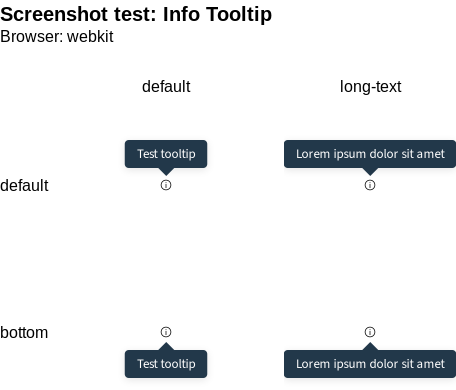 Screenshot test: Info Tooltip
Browser: webkit
default long-text
Test tooltip Lorem ipsum dolor sit amet
default
bottom
Test tooltip Lorem ipsum dolor sit amet